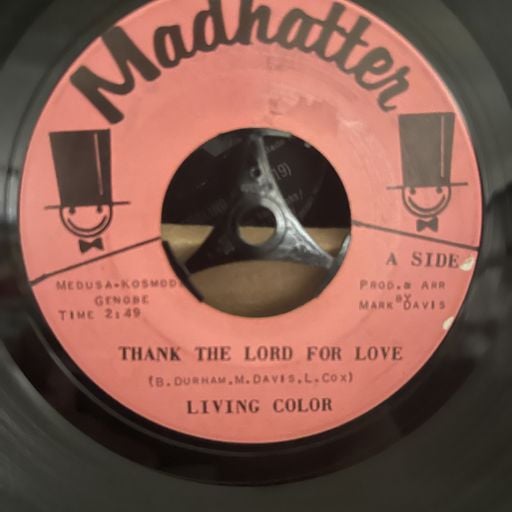 Madhatter
A SIDE
MEDUSA-KOSMOD
GENOBE
TIME 2:49
PROD. & ARR
BY
MARK DAVIS
THANK THE LORD FOR LOVE
(B. DURHAM, M. DAVIS, L. COX)
LIVING COLOR